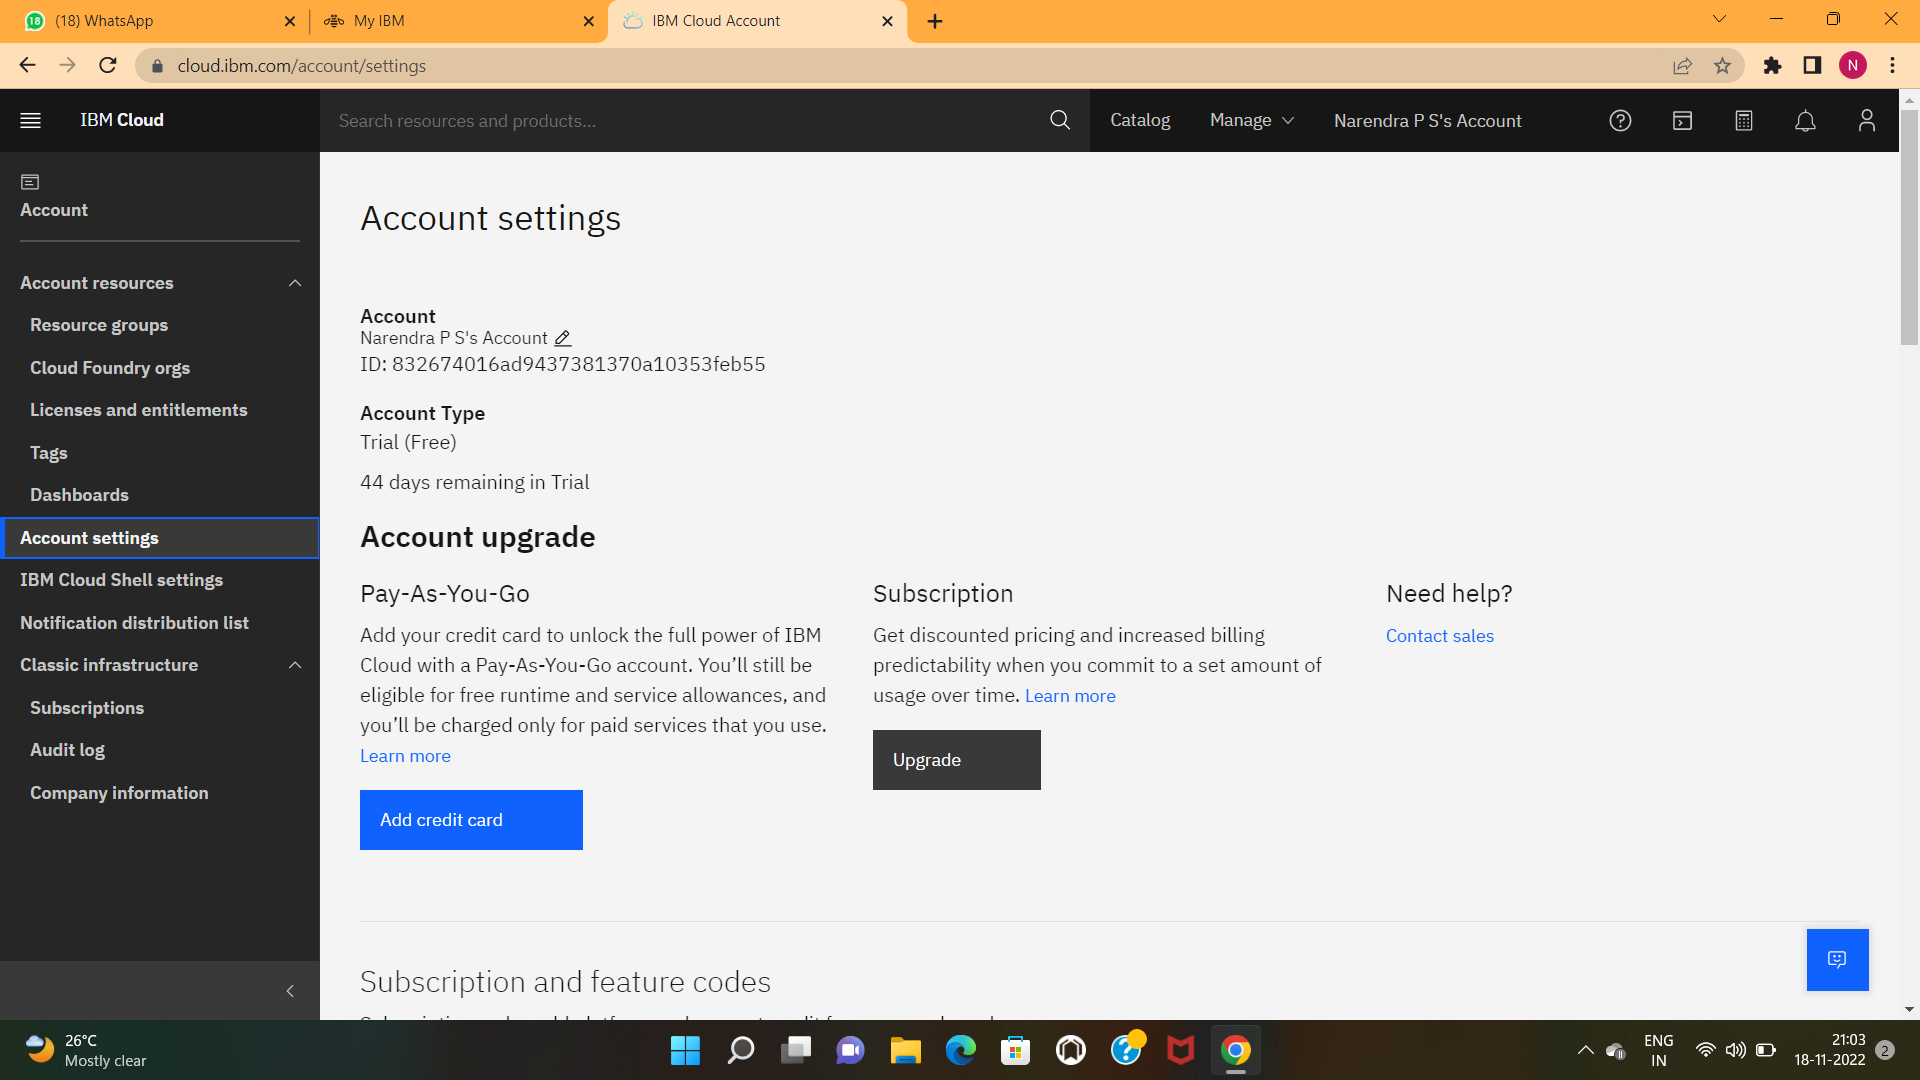 18
(18) WhatsApp
My IBM
IBM Cloud Account
cloud.ibm.com/account/settings
N
IBM Cloud
Search resources and products...
Catalog
Manage
Narendra P S's Account
Account
Account resources
Resource groups
Cloud Foundry orgs
Licenses and entitlements
Tags
Dashboards
Account settings
IBM Cloud Shell settings
Notification distribution list
Classic infrastructure
Subscriptions
Audit log
Company information
Account settings
Account
Narendra P S's Account
ID: 832674016ad9437381370a10353feb55
Account Type
Trial (Free)
44 days remaining in Trial
Account upgrade
Pay-As-You-Go
Add your credit card to unlock the full power of IBM
Cloud with a Pay-As-You-Go account. You’ll still be
eligible for free runtime and service allowances, and
you’ll be charged only for paid services that you use.
Learn more
Add credit card
Subscription
Get discounted pricing and increased billing
predictability when you commit to a set amount of
usage over time. Learn more
Upgrade
Need help?
Contact sales
Subscription and feature codes
26°C
Mostly clear
ENG
IN
21:03
18-11-2022
2